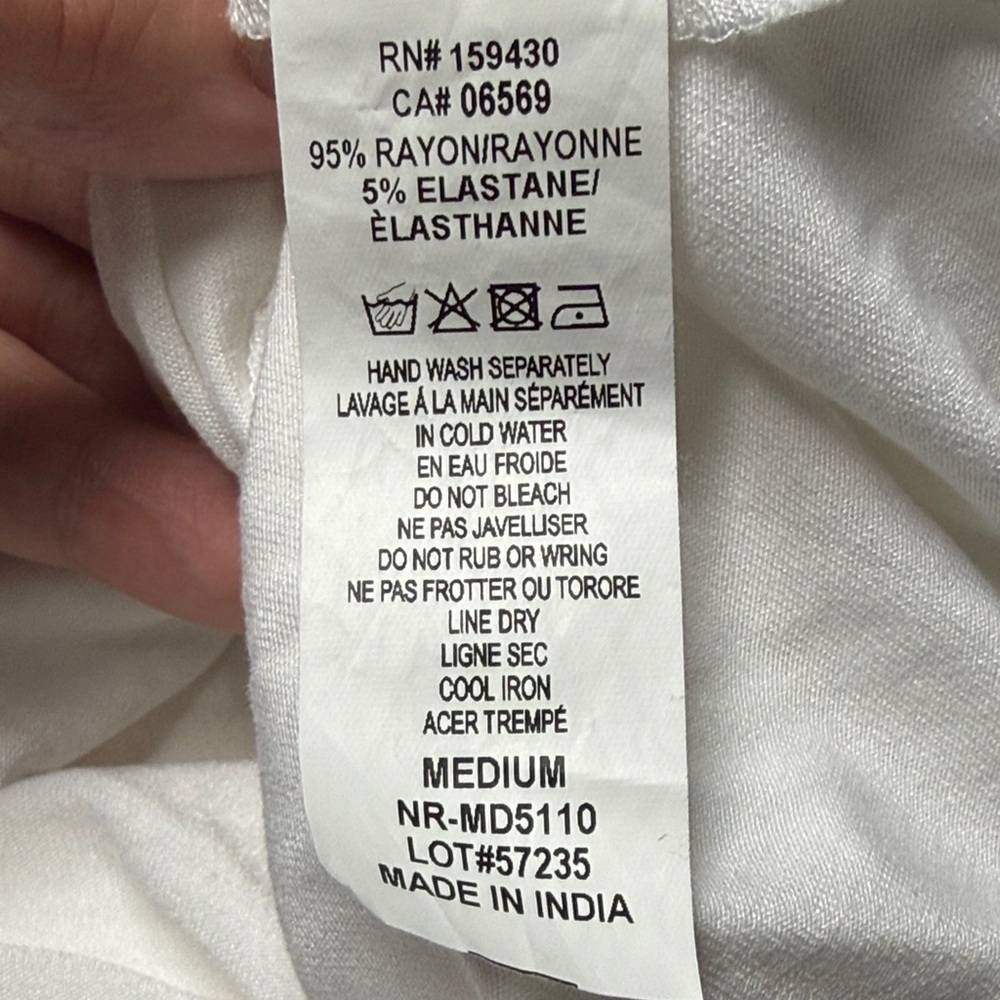 RN# 159430
CA# 06569
95% RAYON/RAYONNE
5% ELASTANE/
ÈLASTHANNE
HAND WASH SEPARATELY
LAVAGE Á LA MAIN SÉPARÉMENT
IN COLD WATER
EN EAU FROIDE
DO NOT BLEACH
NE PAS JAVELLISER
DO NOT RUB OR WRING
NE PAS FROTTER OU TORORE
LINE DRY
LIGNE SEC
COOL IRON
ACER TREMPÉ
MEDIUM
NR-MD5110
LOT#57235
MADE IN INDIA